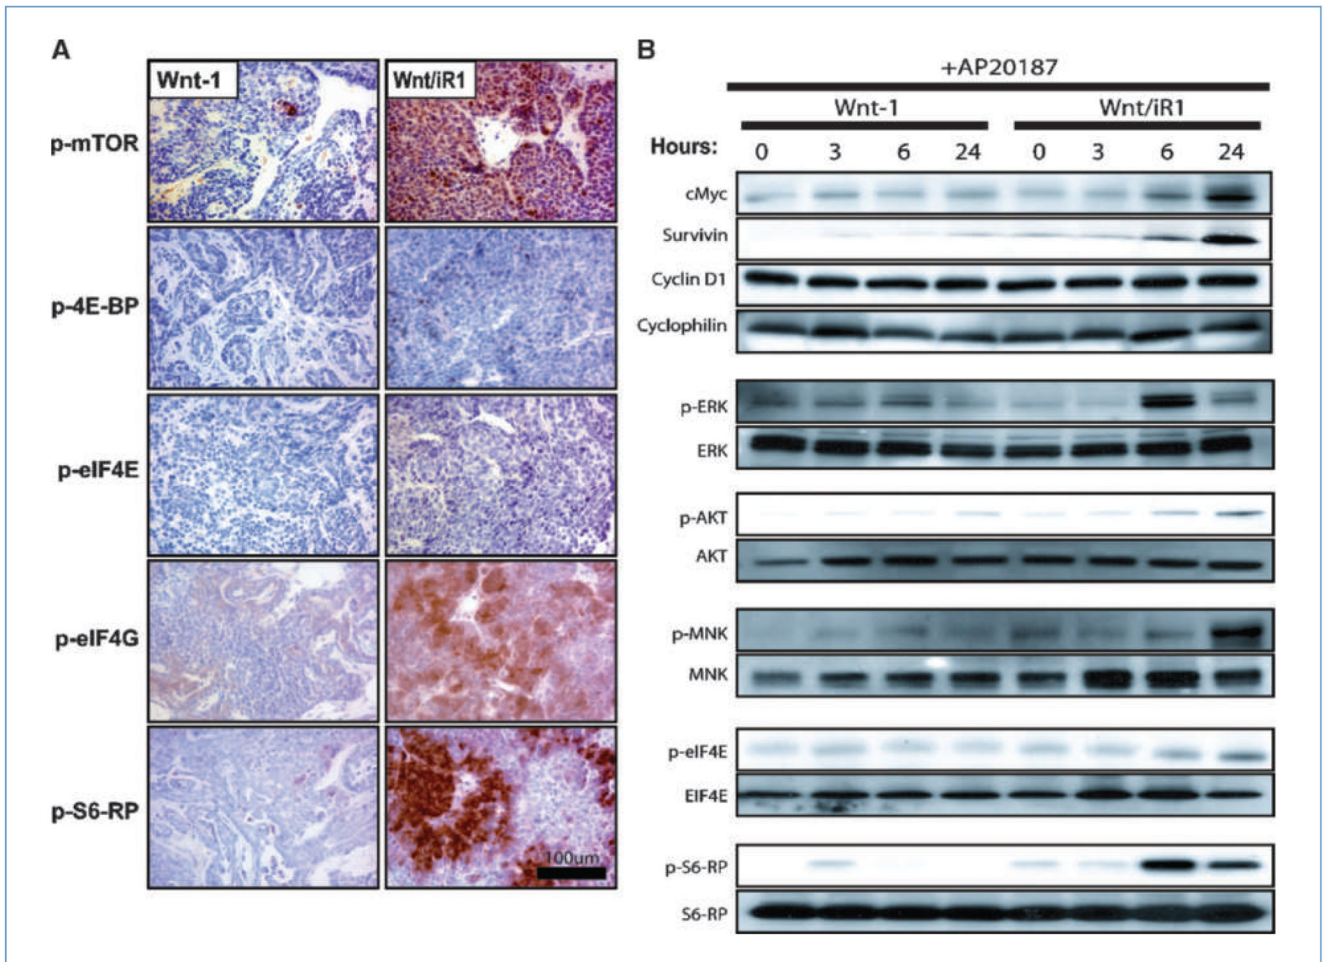 A
Wnt-1
Wnt/iR1
p-mTOR
p-4E-BP
p-eIF4E
p-eIF4G
p-S6-RP
100um
B
+AP20187
Wnt-1 Wnt/iR1
Hours: 0 3 6 24 0 3 6 24
cMyc
Survivin
Cyclin D1
Cyclophilin
p-ERK
ERK
p-AKT
AKT
p-MNK
MNK
p-eIF4E
EIF4E
p-S6-RP
S6-RP